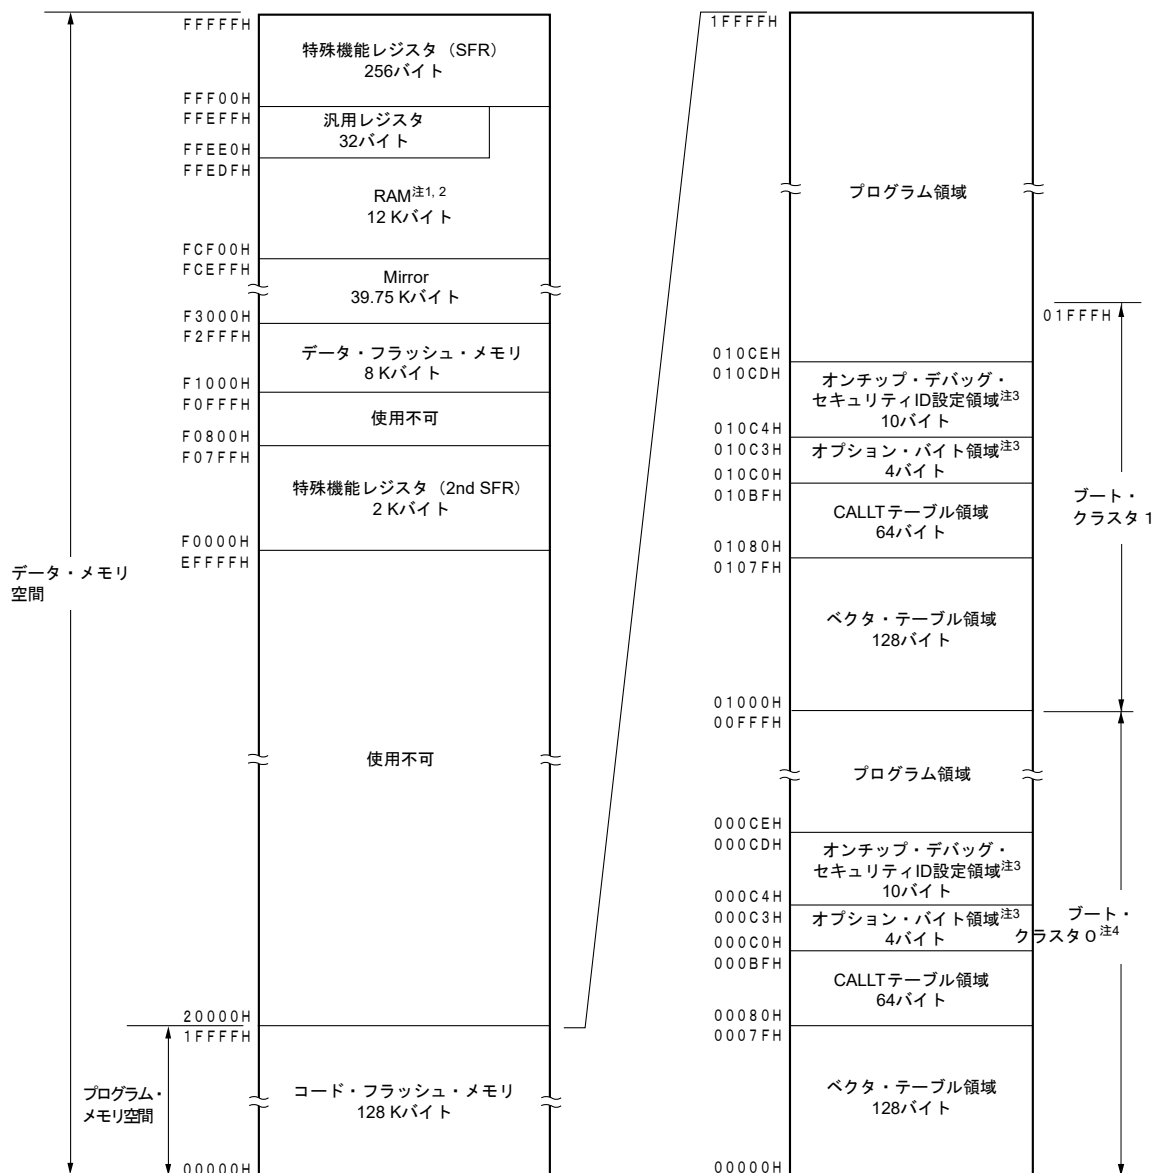 データ・メモリ
空間
プログラム・
メモリ空間
FFFFFH
特殊機能レジスタ（SFR）
256バイト
FFF00H
FFEFFH
汎用レジスタ
32バイト
FFEE0H
FFEDFH
RAM注1, 2
12 Kバイト
FCF00H
FCEFFH
Mirror
39.75 Kバイト
F3000H
F2FFFH
データ・フラッシュ・メモリ
8 Kバイト
F1000H
F0FFFH
使用不可
F0800H
F07FFH
特殊機能レジスタ（2nd SFR）
2 Kバイト
F0000H
EFFFFH
使用不可
20000H
1FFFFH
コード・フラッシュ・メモリ
128 Kバイト
00000H
1FFFFH
プログラム領域
01FFFH
010CEH
010CDH
オンチップ・デバッグ・
セキュリティID設定領域注3
10バイト
010C4H
010C3H
オプション・バイト領域注3
4バイト
010C0H
010BFH
CALLTテーブル領域
64バイト
01080H
0107FH
ベクタ・テーブル領域
128バイト
01000H
ブート・
クラスタ1
00FFFH
プログラム領域
000CEH
000CDH
オンチップ・デバッグ・
セキュリティID設定領域注3
10バイト
000C4H
000C3H
オプション・バイト領域注3
4バイト
000C0H
000BFH
CALLTテーブル領域
64バイト
00080H
0007FH
ベクタ・テーブル領域
128バイト
00000H
ブート・
クラスタ0注4